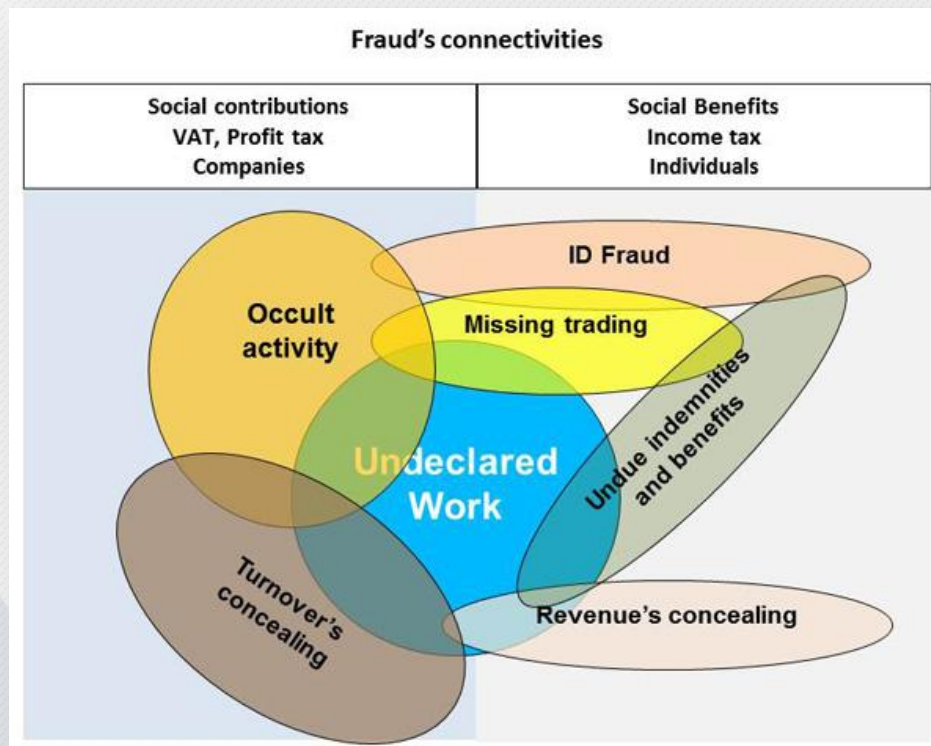 Fraud's connectivities
Social contributions
VAT, Profit tax
Companies
Social Benefits
Income tax
Individuals
ID Fraud
Occult
activity
Missing trading
Undue indemnities
and benefits
Undeclared
Work
Turnover's
concealing
Revenue's concealing